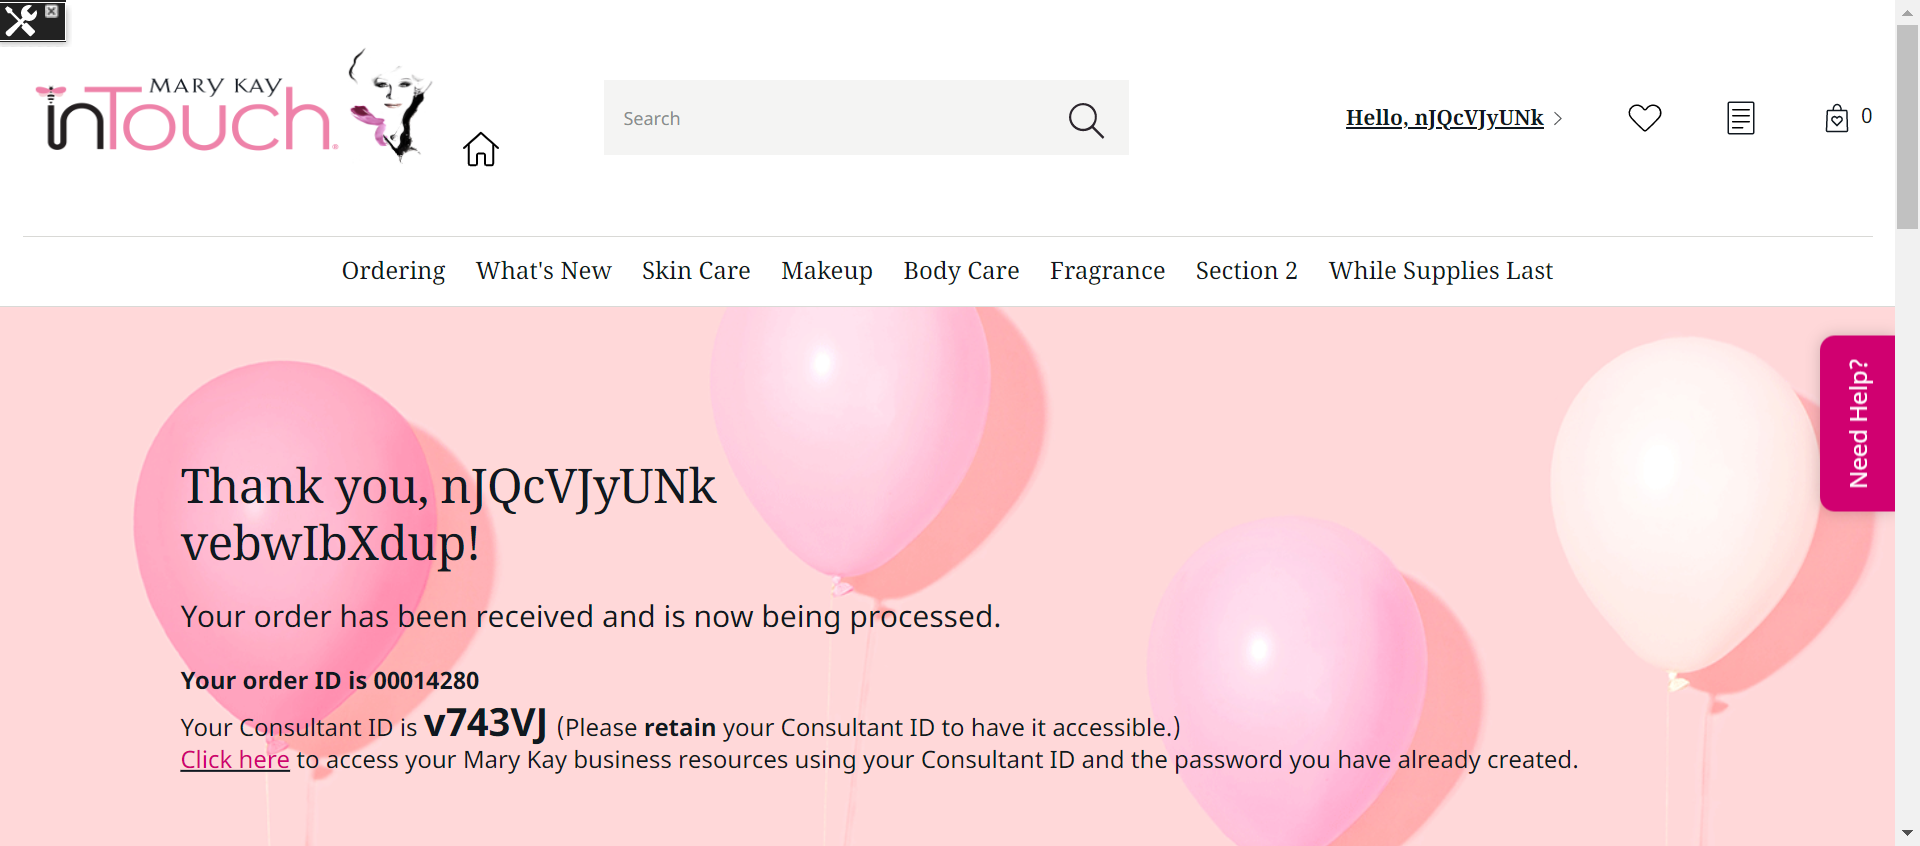 MARY KAY
inTouch®
Search
Hello, nJQcVJyUNk
0
Ordering What's New Skin Care Makeup Body Care Fragrance Section 2 While Supplies Last
Need Help?
Thank you, nJQcVJyUNk
vebwIbXdup!
Your order has been received and is now being processed.
Your order ID is 00014280
Your Consultant ID is v743VJ (Please retain your Consultant ID to have it accessible.)
Click here to access your Mary Kay business resources using your Consultant ID and the password you have already created.